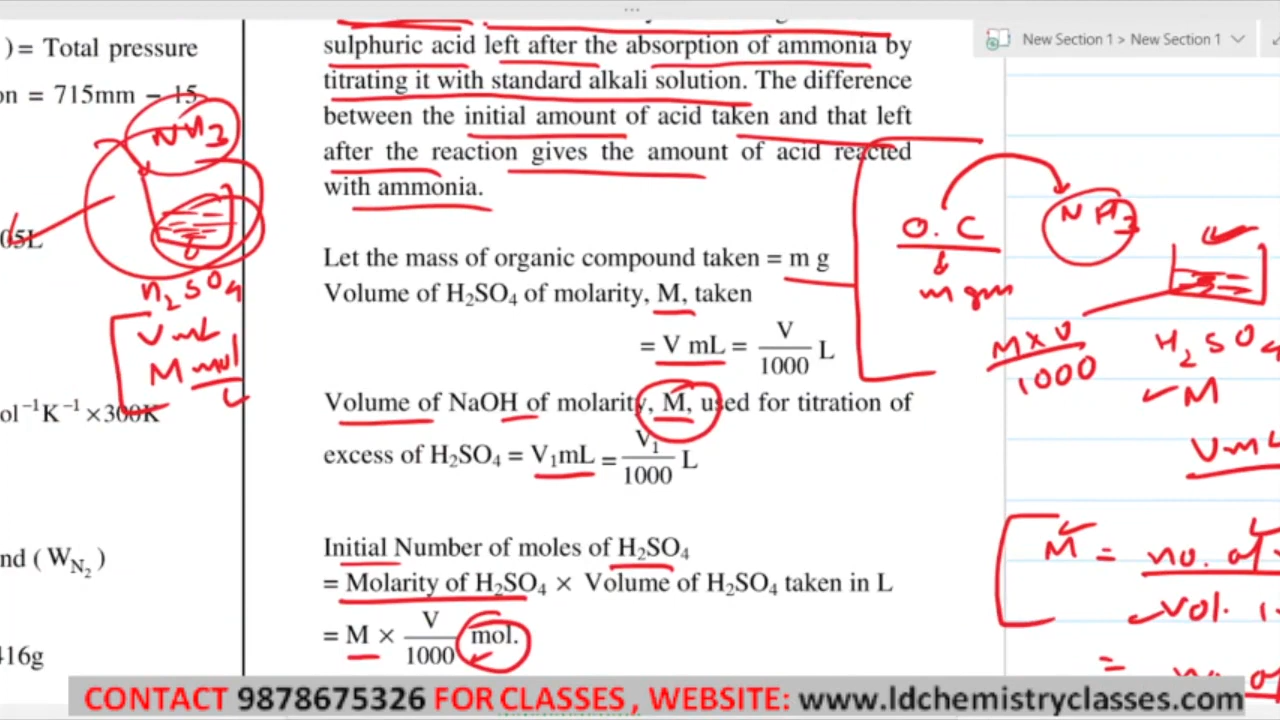 ) = Total pressure
on = 715mm − 15
NH3
05L
H2SO4
V mL
M mol
L
ol⁻¹K⁻¹ ×300K
nd (W_N₂)
416g
sulphuric acid left after the absorption of ammonia by
titrating it with standard alkali solution. The difference
between the initial amount of acid taken and that left
after the reaction gives the amount of acid reacted
with ammonia.
Let the mass of organic compound taken = m g
Volume of H₂SO₄ of molarity, M, taken
= V mL = V/1000 L
Volume of NaOH of molarity, M, used for titration of
excess of H₂SO₄ = V₁mL = V₁/1000 L
Initial Number of moles of H₂SO₄
= Molarity of H₂SO₄ × Volume of H₂SO₄ taken in L
= M × V/1000 mol.
New Section 1 > New Section 1
O.C
NH3
m gm
M×V/1000
H2SO4
M
V mL
M = no. of
Vol. i
= no. of
CONTACT 9878675326 FOR CLASSES , WEBSITE: www.ldchemistryclasses.com